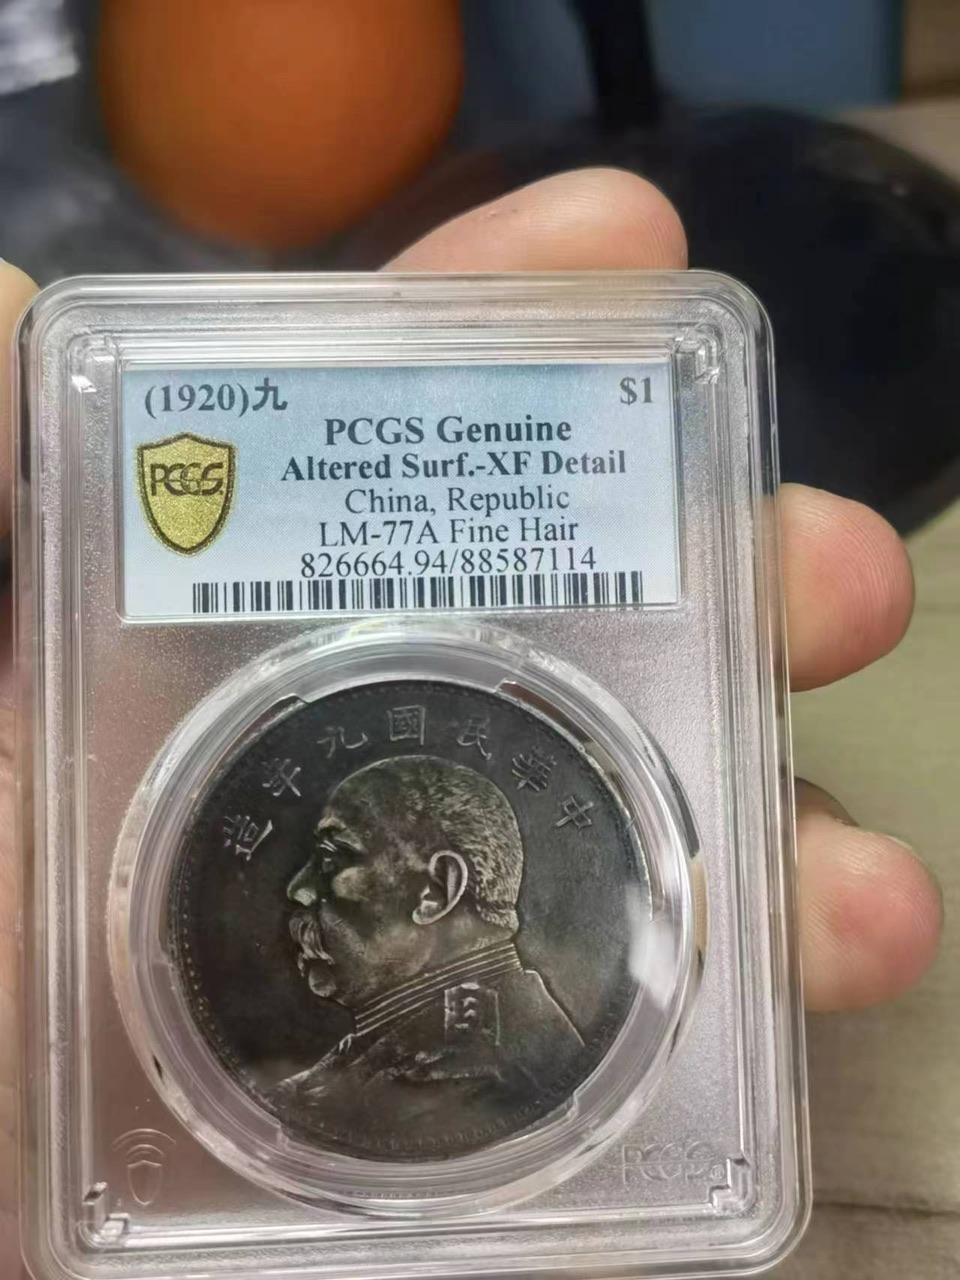 (1920)九 $1
PCGS Genuine
Altered Surf.-XF Detail
China, Republic
LM-77A Fine Hair
826664.94/88587114
PCGS
造年九國民華中
PCGS